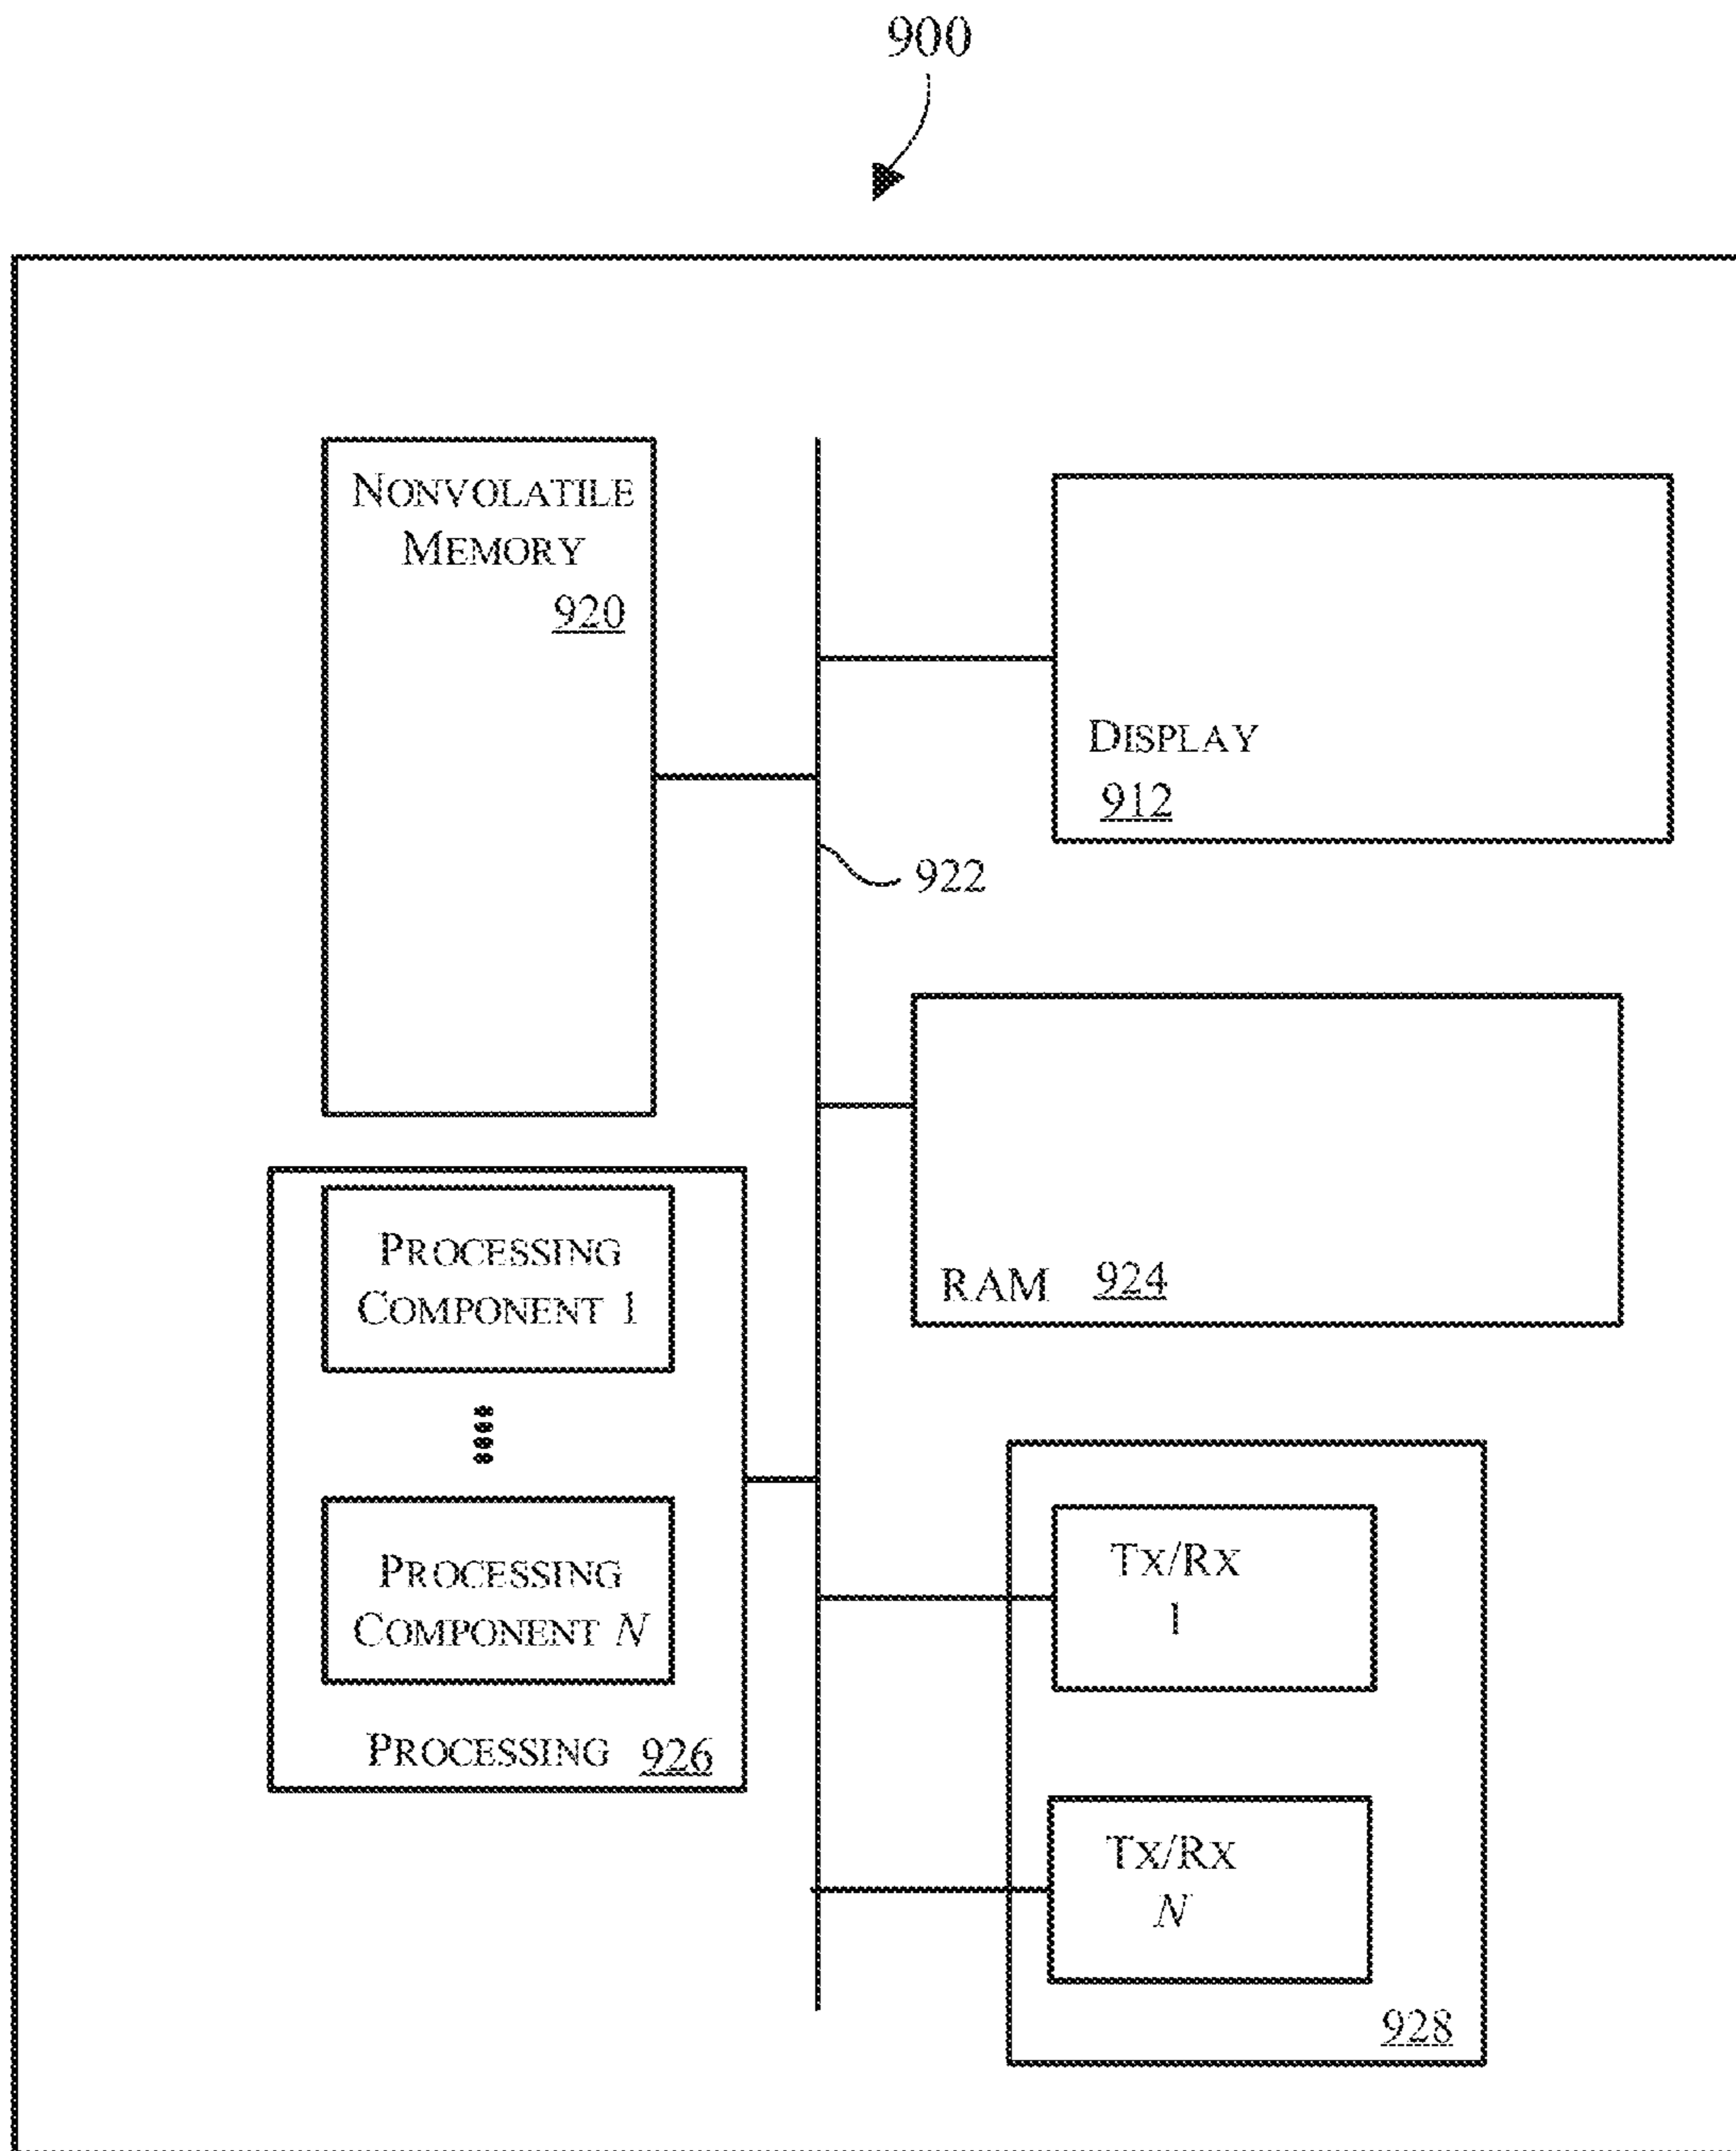 900
NONVOLATILE
MEMORY
920
DISPLAY
912
922
RAM 924
PROCESSING
COMPONENT 1
PROCESSING
COMPONENT N
PROCESSING 926
TX/RX
1
TX/RX
N
928